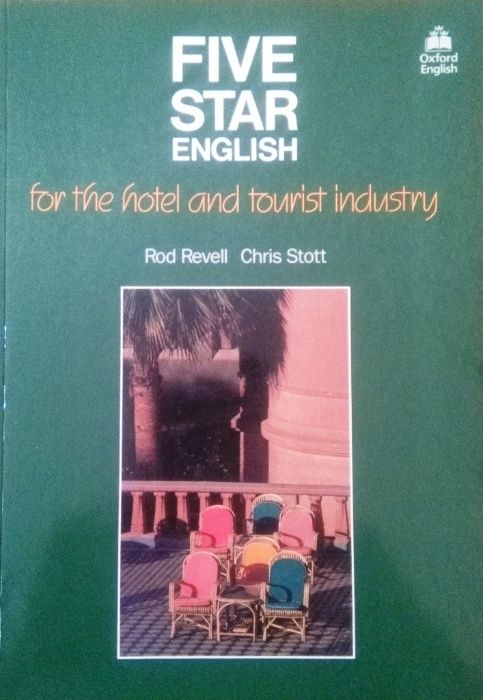 FIVE
STAR
ENGLISH
Oxford
English
for the hotel and tourist industry
Rod Revell Chris Stott